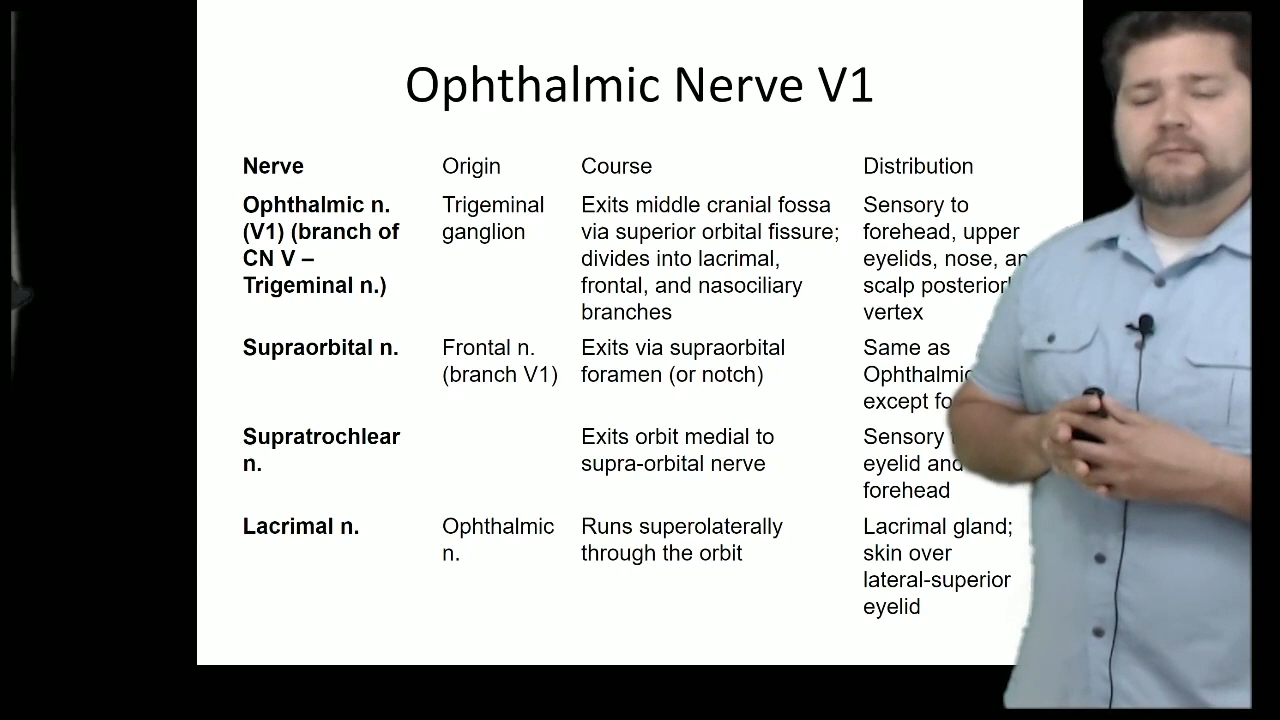 Ophthalmic Nerve V1
Nerve Origin Course Distribution
Ophthalmic n. Trigeminal Exits middle cranial fossa Sensory to
(V1) (branch of ganglion via superior orbital fissure; forehead, upper
CN V – divides into lacrimal, eyelids, nose,
Trigeminal n.) frontal, and nasociliary scalp
branches vertex
Supraorbital n. Frontal n. Exits via supraorbital Same as
(branch V1) foramen (or notch)
except
Supratrochlear Exits orbit medial to Sensory
n. supra-orbital nerve eyelid and
forehead
Lacrimal n. Ophthalmic Runs superolaterally Lacrimal gland;
n. through the orbit skin over
lateral-superior
eyelid